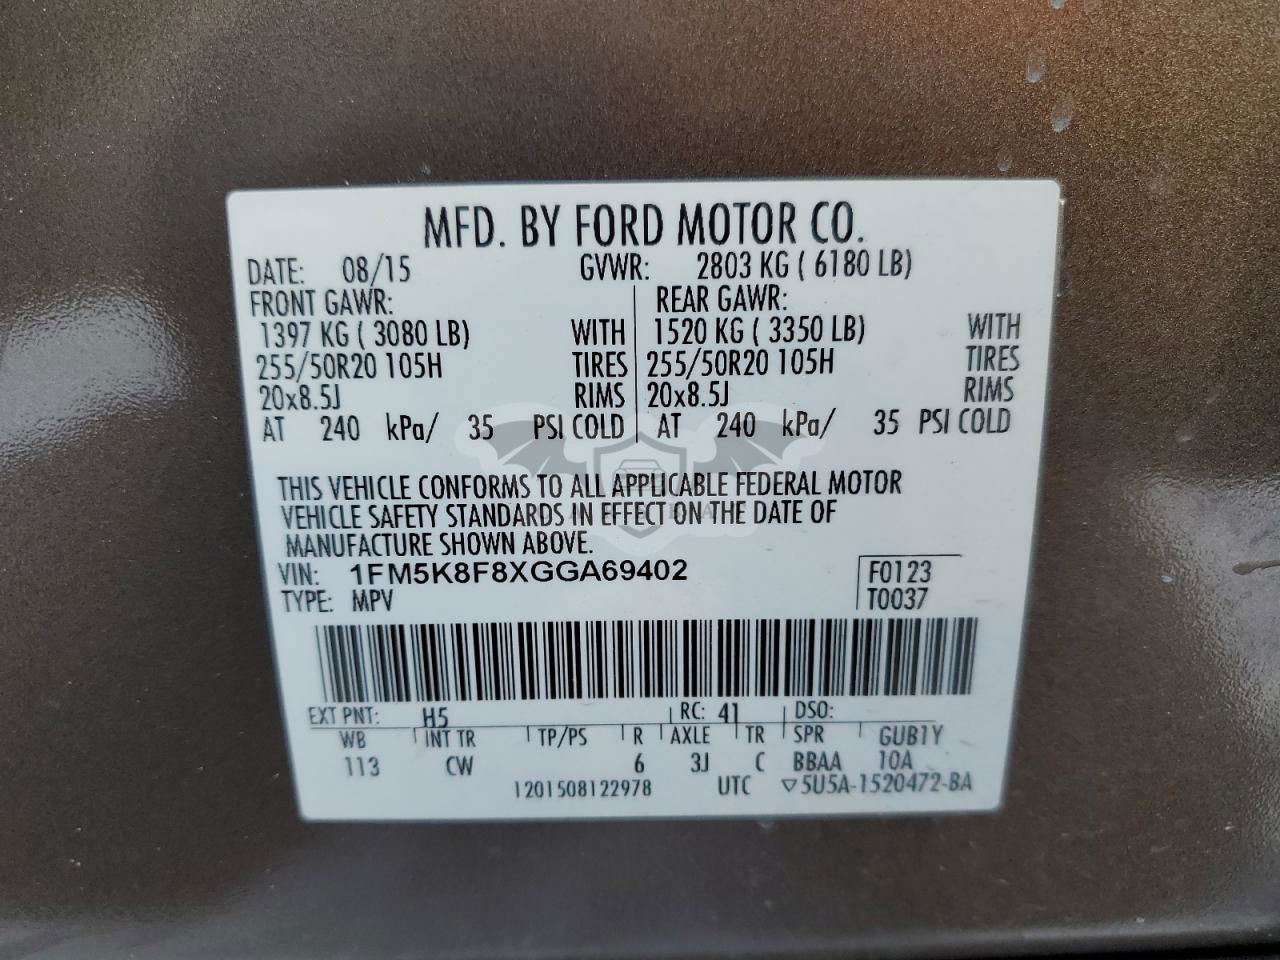 MFD. BY FORD MOTOR CO.
DATE: 08/15 GVWR: 2803 KG ( 6180 LB)
FRONT GAWR: REAR GAWR:
1397 KG ( 3080 LB) WITH 1520 KG ( 3350 LB) WITH
255/50R20 105H TIRES 255/50R20 105H TIRES
20x8.5J RIMS 20x8.5J RIMS
AT 240 kPa/ 35 PSI COLD AT 240 kPa/ 35 PSI COLD
THIS VEHICLE CONFORMS TO ALL APPLICABLE FEDERAL MOTOR
VEHICLE SAFETY STANDARDS IN EFFECT ON THE DATE OF
MANUFACTURE SHOWN ABOVE.
VIN: 1FM5K8F8XGGA69402 F0123
TYPE: MPV T0037
EXT PNT: H5 RC: 41 DSO:
WB INT TR TP/PS R AXLE TR SPR GUB1Y
113 CW 6 3J C BBAA 10A
1201508122978 UTC ▽5U5A-1520472-BA